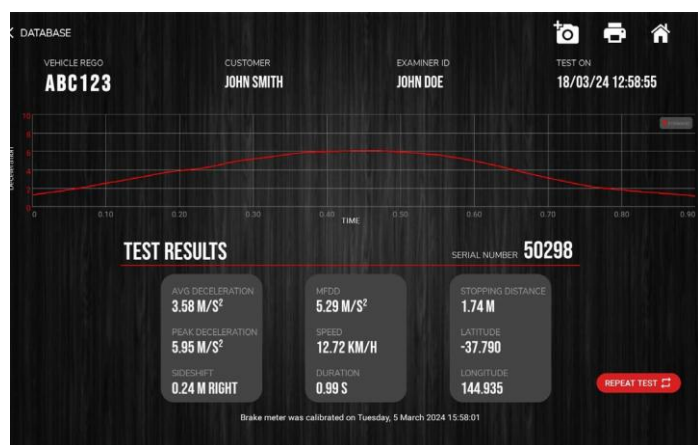 DATABASE
VEHICLE REGO
CUSTOMER
EXAMINER ID
TEST ON
ABC123
JOHN SMITH
JOHN DOE
18/03/24 12:58:55
10
8
6
4
2
0
DECELERATION
0 0.10 0.20 0.30 0.40 0.50 0.60 0.70 0.80 0.90
TIME
TEST RESULTS
SERIAL NUMBER 50298
AVG DECELERATION
3.58 M/S²
PEAK DECELERATION
5.95 M/S²
SIDESHIFT
0.24 M RIGHT
MFDD
5.29 M/S²
SPEED
12.72 KM/H
DURATION
0.99 S
STOPPING DISTANCE
1.74 M
LATITUDE
-37.790
LONGITUDE
144.935
REPEAT TEST
Brake meter was calibrated on Tuesday, 5 March 2024 15:58:01